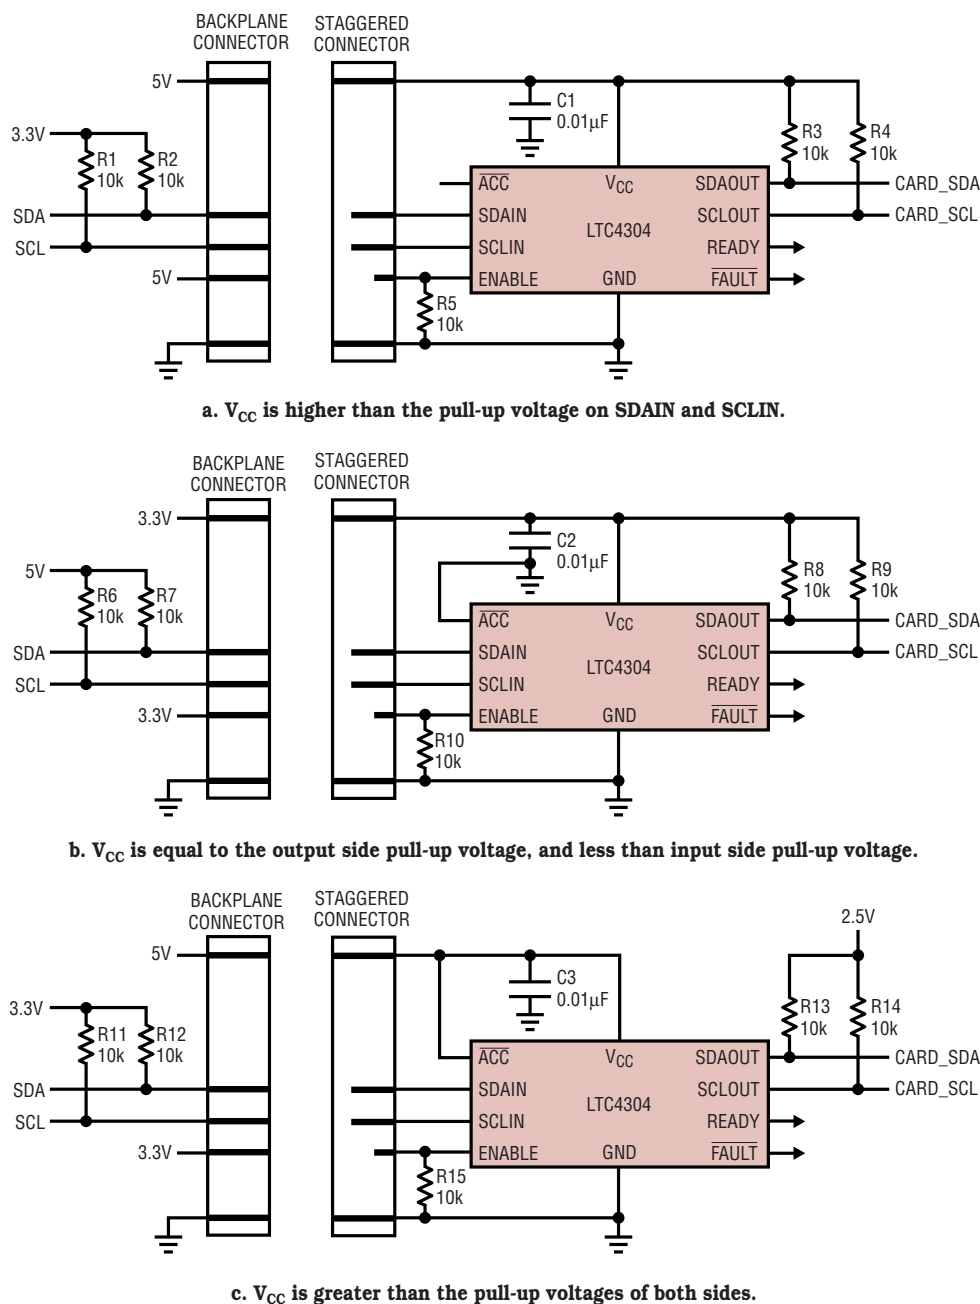 BACKPLANE
CONNECTOR
STAGGERED
CONNECTOR
5V
C1
0.01µF
R3
10k
R4
10k
3.3V
R1
10k
R2
10k
ACC
VCC
SDAOUT
CARD_SDA
SDA
SDAIN
LTC4304
SCLOUT
CARD_SCL
SCL
SCLIN
READY
5V
ENABLE
GND
FAULT
R5
10k
a. VCC is higher than the pull-up voltage on SDAIN and SCLIN.
BACKPLANE
CONNECTOR
STAGGERED
CONNECTOR
3.3V
C2
0.01µF
R8
10k
R9
10k
5V
R6
10k
R7
10k
ACC
VCC
SDAOUT
CARD_SDA
SDA
SDAIN
LTC4304
SCLOUT
CARD_SCL
SCL
SCLIN
READY
3.3V
ENABLE
GND
FAULT
R10
10k
b. VCC is equal to the output side pull-up voltage, and less than input side pull-up voltage.
BACKPLANE
CONNECTOR
STAGGERED
CONNECTOR
2.5V
5V
C3
0.01µF
R13
10k
R14
10k
3.3V
R11
10k
R12
10k
ACC
VCC
SDAOUT
CARD_SDA
SDA
SDAIN
LTC4304
SCLOUT
CARD_SCL
SCL
SCLIN
READY
3.3V
ENABLE
GND
FAULT
R15
10k
c. VCC is greater than the pull-up voltages of both sides.